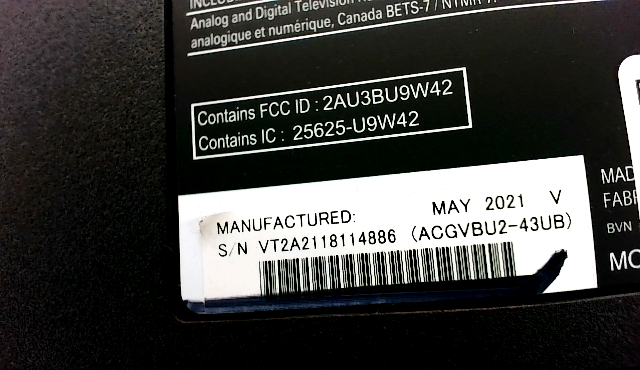 Analog and Digital Television
analogique et numérique, Canada BETS-7 /
Contains FCC ID : 2AU3BU9W42
Contains IC : 25625-U9W42
MANUFACTURED: MAY 2021 V
S/N VT2A2118114886 (ACGVBU2-43UB)
MAD
FABR
BVN
MO